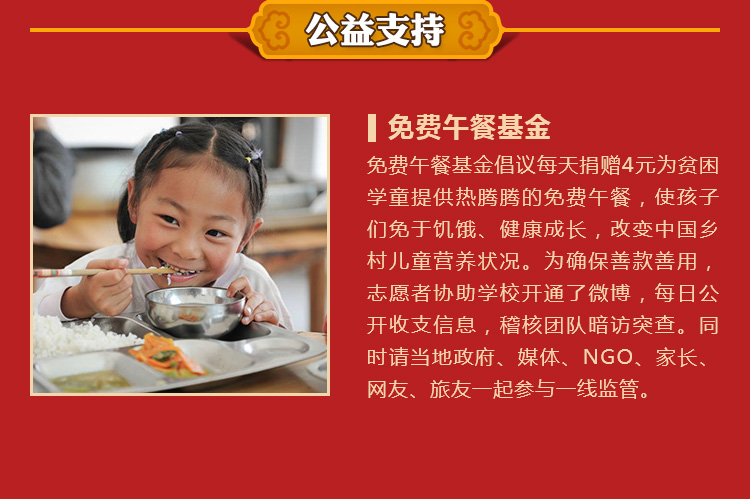 公益支持
免费午餐基金
免费午餐基金倡议每天捐赠4元为贫困
学童提供热腾腾的免费午餐，使孩子
们免于饥饿、健康成长，改变中国乡
村儿童营养状况。为确保善款善用，
志愿者协助学校开通了微博，每日公
开收支信息，稽核团队暗访突查。同
时请当地政府、媒体、NGO、家长、
网友、旅友一起参与一线监管。